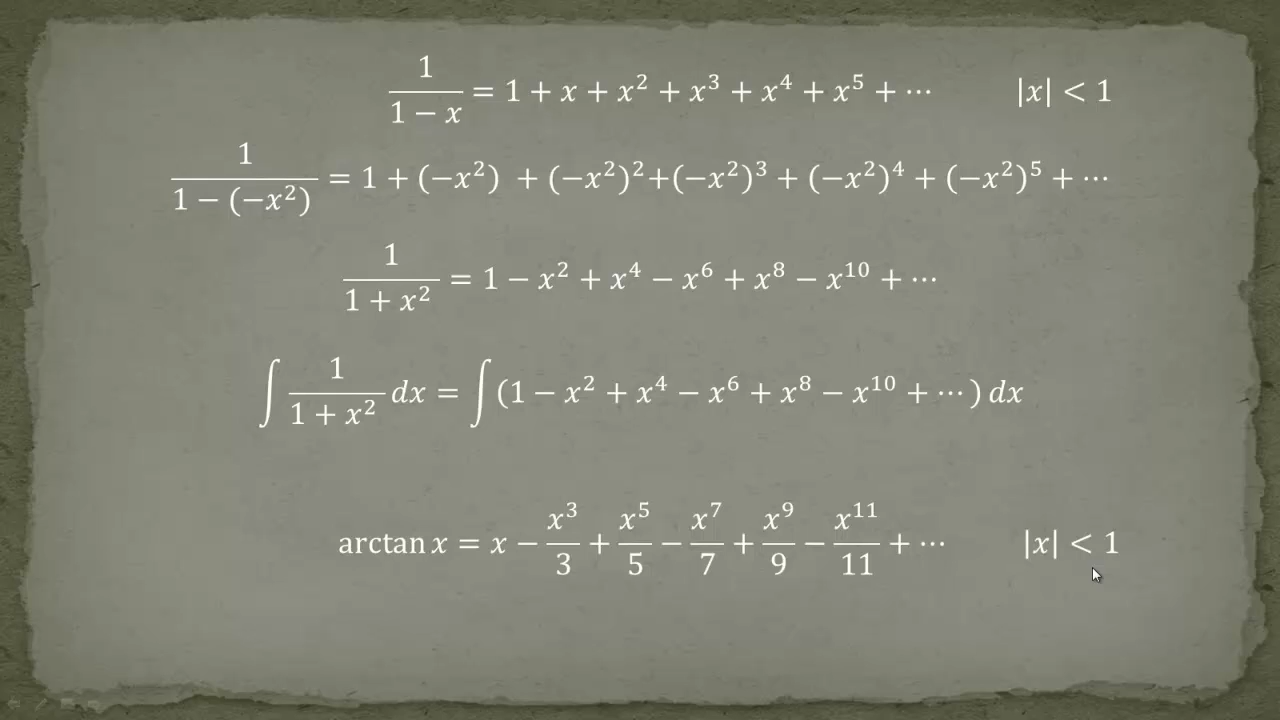 1/(1 − x) = 1 + x + x² + x³ + x⁴ + x⁵ + ⋯ |x| < 1
1/(1 − (−x²)) = 1 + (−x²) + (−x²)² + (−x²)³ + (−x²)⁴ + (−x²)⁵ + ⋯
1/(1 + x²) = 1 − x² + x⁴ − x⁶ + x⁸ − x¹⁰ + ⋯
∫ 1/(1 + x²) dx = ∫ (1 − x² + x⁴ − x⁶ + x⁸ − x¹⁰ + ⋯ ) dx
arctan x = x − x³/3 + x⁵/5 − x⁷/7 + x⁹/9 − x¹¹/11 + ⋯ |x| < 1